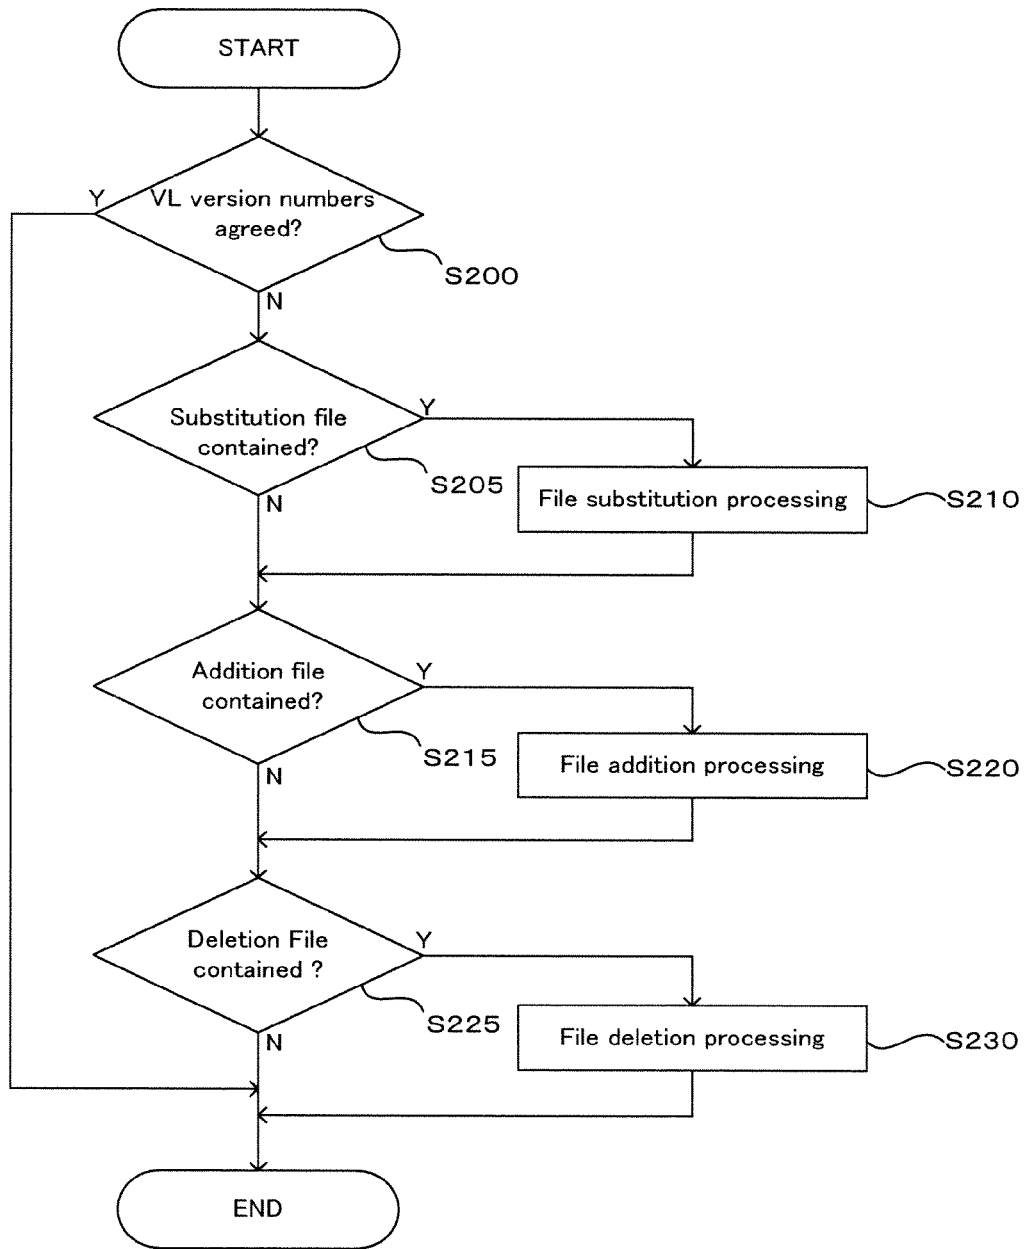 START
Y
VL version numbers
agreed?
S200
N
Substitution file
contained?
Y
S205
N
File substitution processing
S210
Addition file
contained?
Y
S215
N
File addition processing
S220
Deletion File
contained ?
Y
S225
N
File deletion processing
S230
END